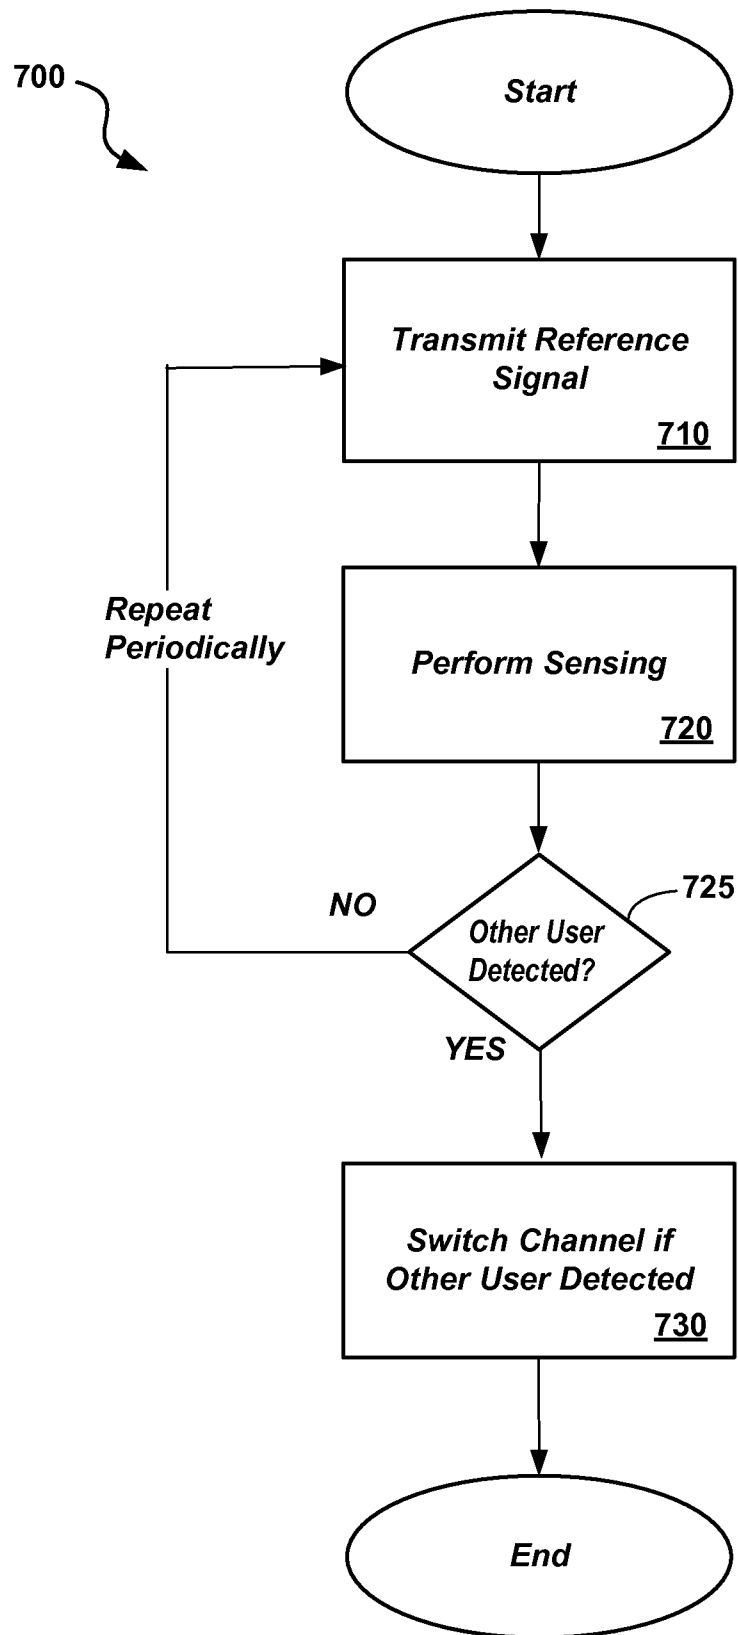 700
Start
Transmit Reference
Signal
710
Repeat
Periodically
Perform Sensing
720
NO
725
Other User
Detected?
YES
Switch Channel if
Other User Detected
730
End